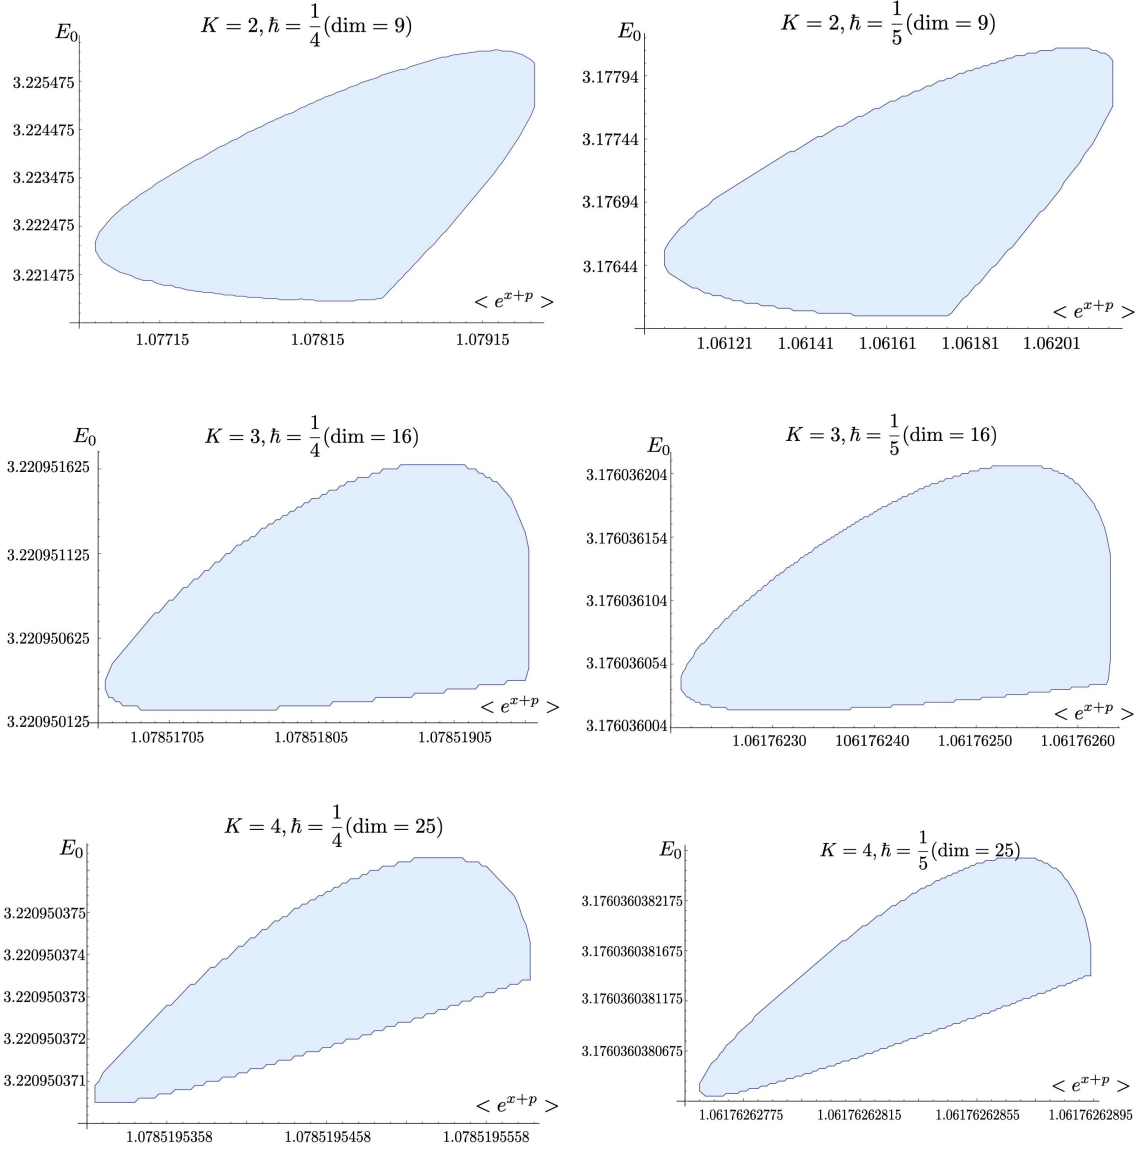 K = 2, ħ = 1/4 (dim = 9)
E₀
3.225475
3.224475
3.223475
3.222475
3.221475
< e^{x+p} >
1.07715 1.07815 1.07915
K = 2, ħ = 1/5 (dim = 9)
E₀
3.17794
3.17744
3.17694
3.17644
< e^{x+p} >
1.06121 1.06141 1.06161 1.06181 1.06201
K = 3, ħ = 1/4 (dim = 16)
E₀
3.220951625
3.220951125
3.220950625
3.220950125
< e^{x+p} >
1.07851705 1.07851805 1.07851905
K = 3, ħ = 1/5 (dim = 16)
E₀
3.176036204
3.176036154
3.176036104
3.176036054
3.176036004
< e^{x+p} >
1.06176230 106176240 1.06176250 1.06176260
K = 4, ħ = 1/4 (dim = 25)
E₀
3.220950375
3.220950374
3.220950373
3.220950372
3.220950371
< e^{x+p} >
1.0785195358 1.0785195458 1.0785195558
K = 4, ħ = 1/5 (dim = 25)
E₀
3.1760360382175
3.1760360381675
3.1760360381175
3.1760360380675
< e^{x+p} >
1.06176262775 1.06176262815 1.06176262855 1.06176262895